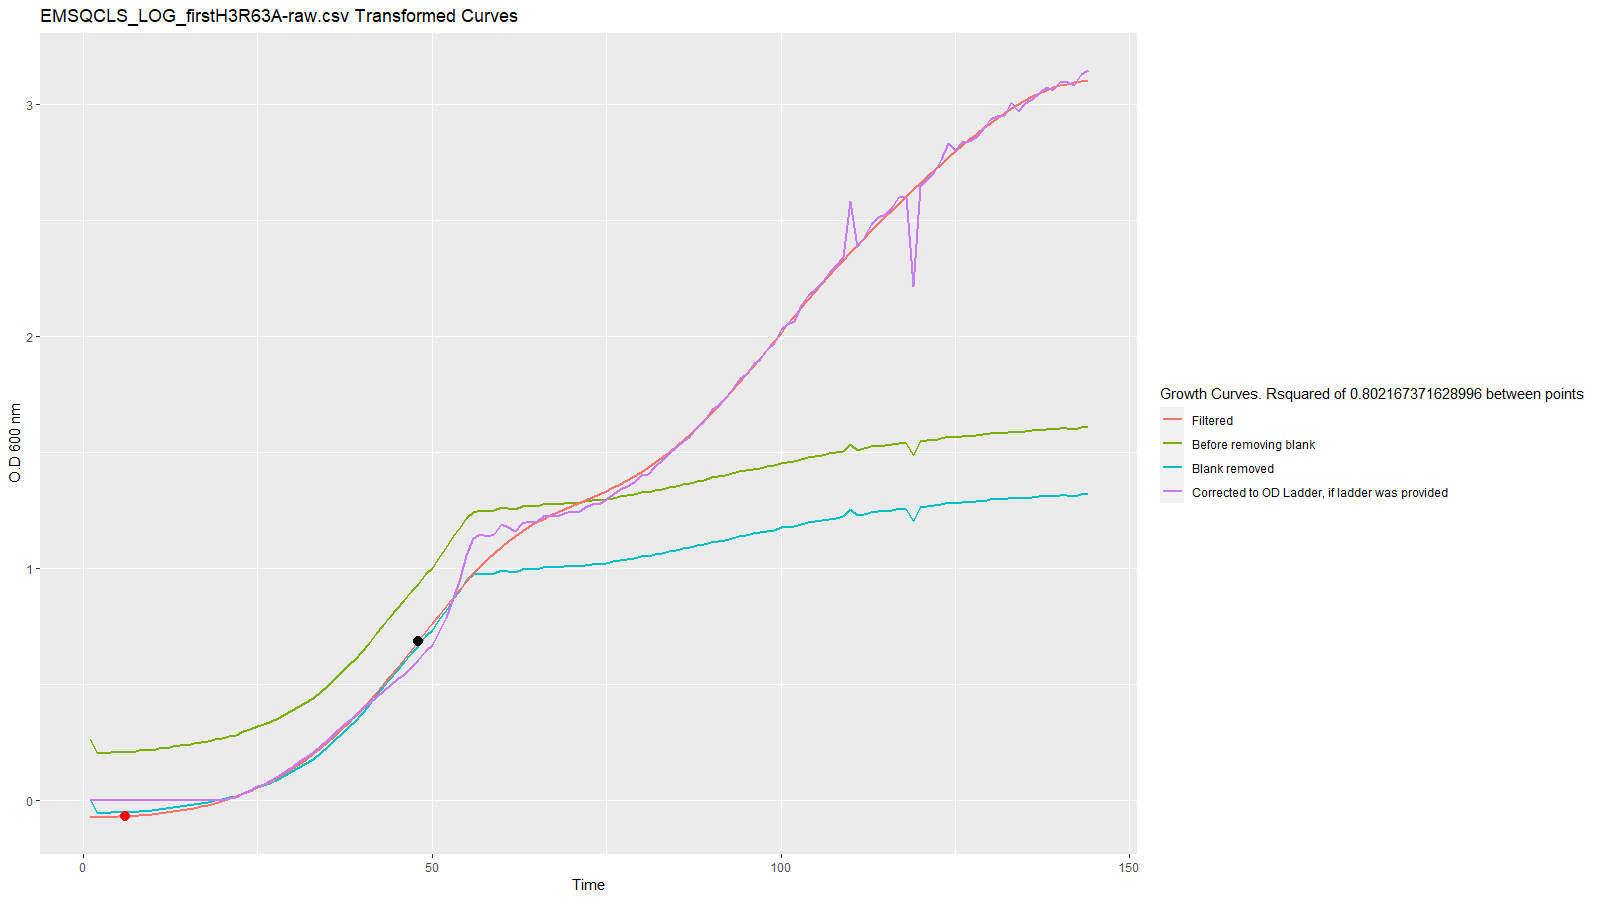 EMSQCLS_LOG_firstH3R63A-raw.csv Transformed Curves
3
2
1
0
O.D 600 nm
0
50
100
150
Time
Growth Curves. Rsquared of 0.802167371628996 between points
Filtered
Before removing blank
Blank removed
Corrected to OD Ladder, if ladder was provided